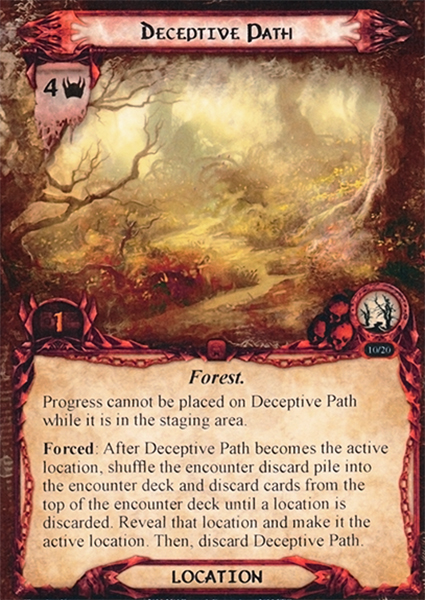 DECEPTIVE PATH
4
1
10/20
Forest.
Progress cannot be placed on Deceptive Path
while it is in the staging area.
Forced: After Deceptive Path becomes the active
location, shuffle the encounter discard pile into
the encounter deck and discard cards from the
top of the encounter deck until a location is
discarded. Reveal that location and make it the
active location. Then, discard Deceptive Path.
LOCATION